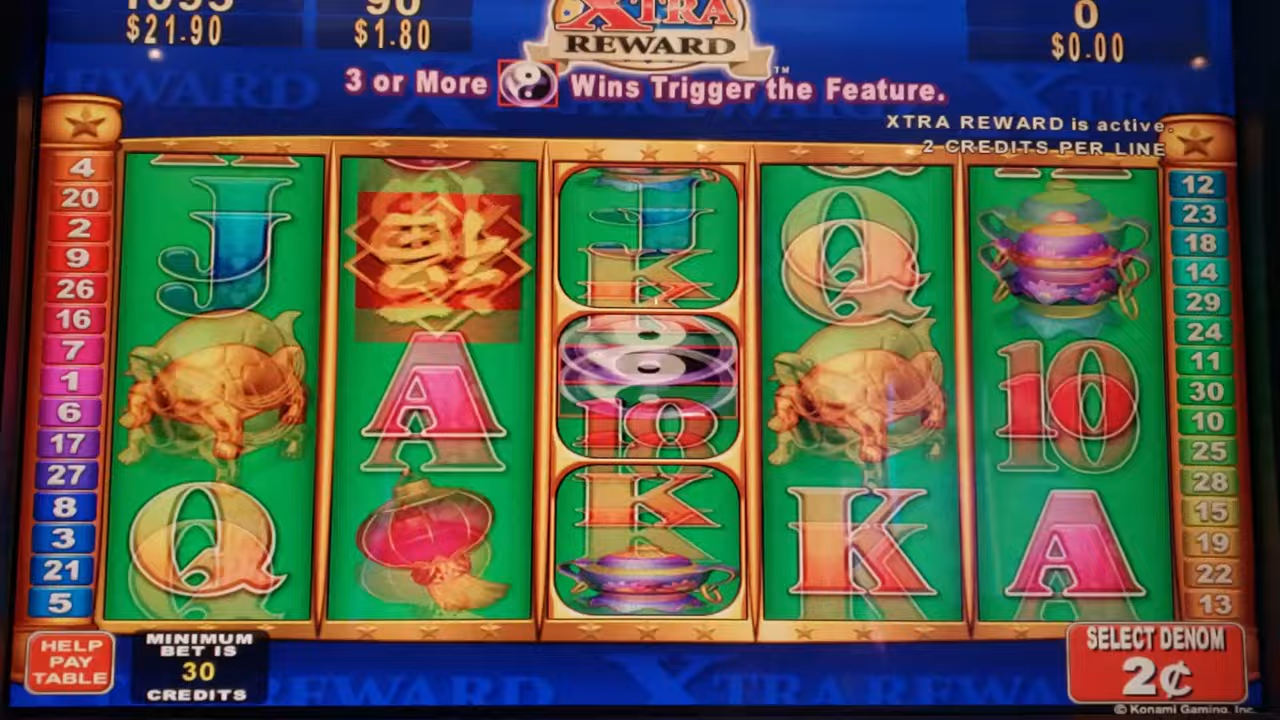 1095
$21.90
90
$1.80
XTRA
REWARD
0
$0.00
3 or More Wins Trigger the Feature.
TM
XTRA REWARD is active.
2 CREDITS PER LINE
4
20
2
9
26
16
7
1
6
17
27
8
3
21
5
J
Q
A
J
K
10
K
Q
K
10
A
12
23
18
14
29
24
11
30
10
25
28
15
19
22
13
HELP
PAY
TABLE
MINIMUM
BET IS
30
CREDITS
SELECT DENOM
2¢
© Konami Gaming, Inc.